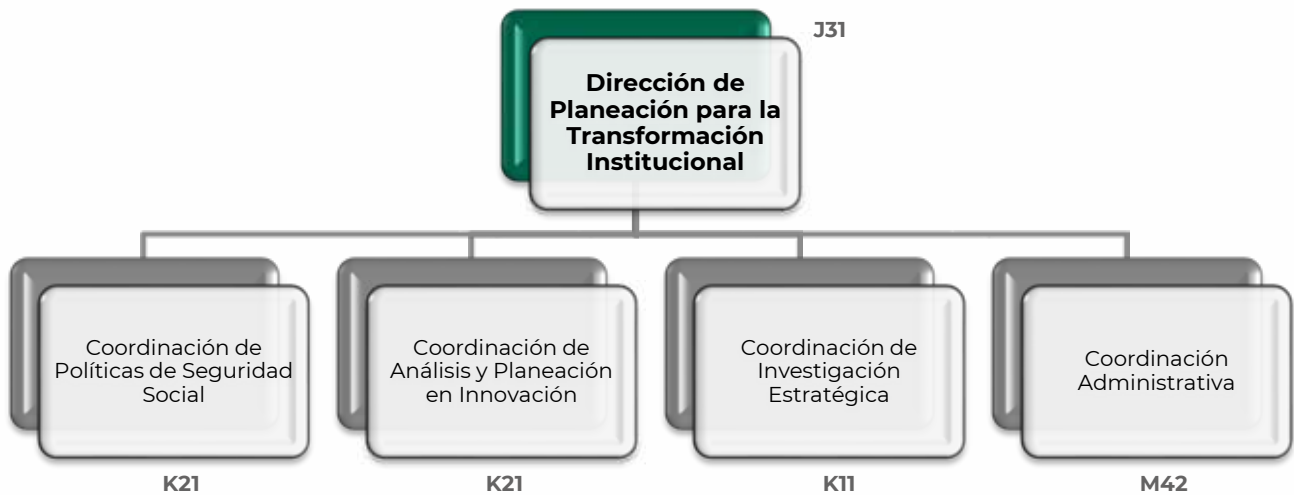 J31
Dirección de
Planeación para la
Transformación
Institucional
Coordinación de
Políticas de Seguridad
Social
K21
Coordinación de
Análisis y Planeación
en Innovación
K21
Coordinación de
Investigación
Estratégica
K11
Coordinación
Administrativa
M42